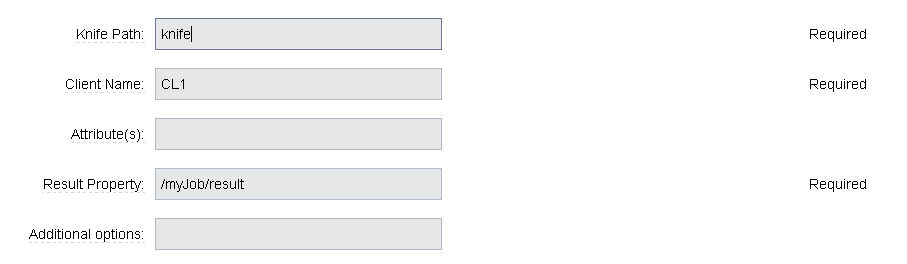 Knife Path: knife Required
Client Name: CL1 Required
Attribute(s):
Result Property: /myJob/result Required
Additional options: